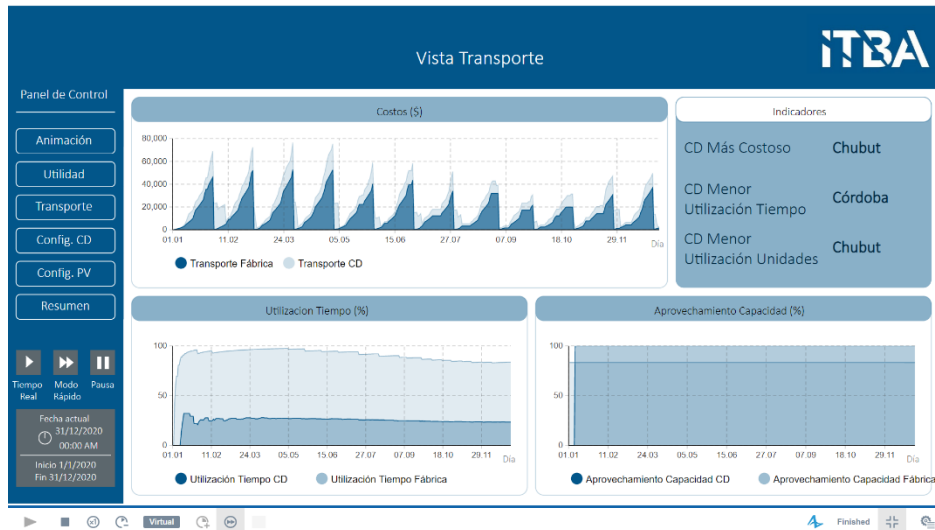 Vista Transporte
iTBA
Panel de Control
Animación
Utilidad
Transporte
Config. CD
Config. PV
Resumen
Tiempo Real
Modo Rápido
Pausa
Fecha actual
31/12/2020
00:00 AM
Inicio 1/1/2020
Fin 31/12/2020
Costos ($)
80,000
60,000
40,000
20,000
0
01.01 11.02 24.03 05.05 15.06 27.07 07.09 18.10 29.11
Día
Transporte Fábrica Transporte CD
Indicadores
CD Más Costoso Chubut
CD Menor
Utilización Tiempo Córdoba
CD Menor
Utilización Unidades Chubut
Utilizacion Tiempo (%)
100
50
0
01.01 11.02 24.03 05.05 15.06 27.07 07.09 18.10 29.11
Día
Utilización Tiempo CD Utilización Tiempo Fábrica
Aprovechamiento Capacidad (%)
100
50
0
01.01 11.02 24.03 05.05 15.06 27.07 07.09 18.10 29.11
Día
Aprovechamiento Capacidad CD Aprovechamiento Capacidad Fábrica
x1 Virtual Finished